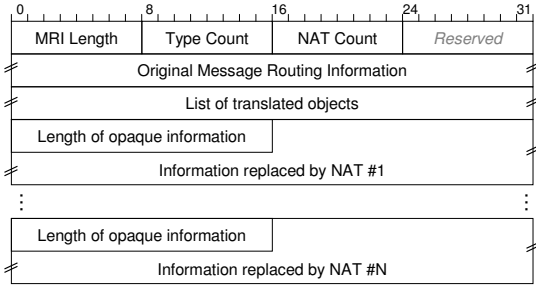 0 8 16 24 31
MRI Length Type Count NAT Count Reserved
Original Message Routing Information
List of translated objects
Length of opaque information
Information replaced by NAT #1
Length of opaque information
Information replaced by NAT #N